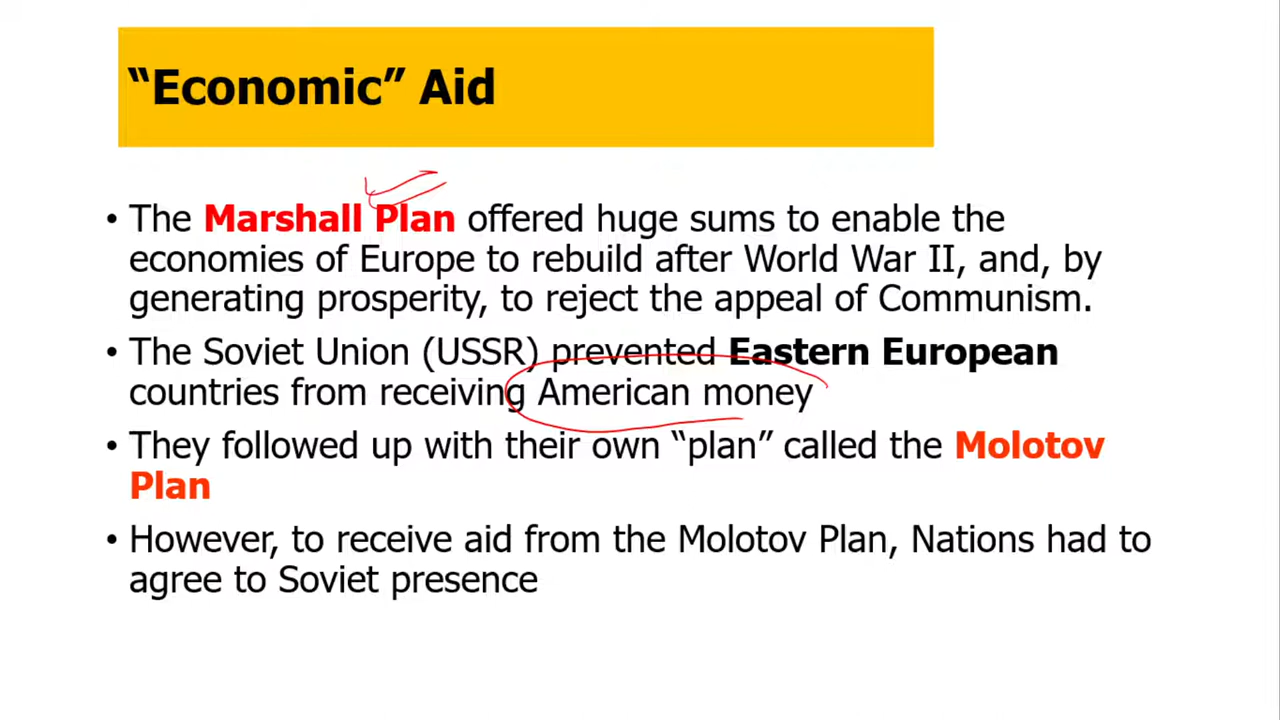 “Economic” Aid
• The Marshall Plan offered huge sums to enable the
economies of Europe to rebuild after World War II, and, by
generating prosperity, to reject the appeal of Communism.
• The Soviet Union (USSR) prevented Eastern European
countries from receiving American money
• They followed up with their own “plan” called the Molotov
Plan
• However, to receive aid from the Molotov Plan, Nations had to
agree to Soviet presence